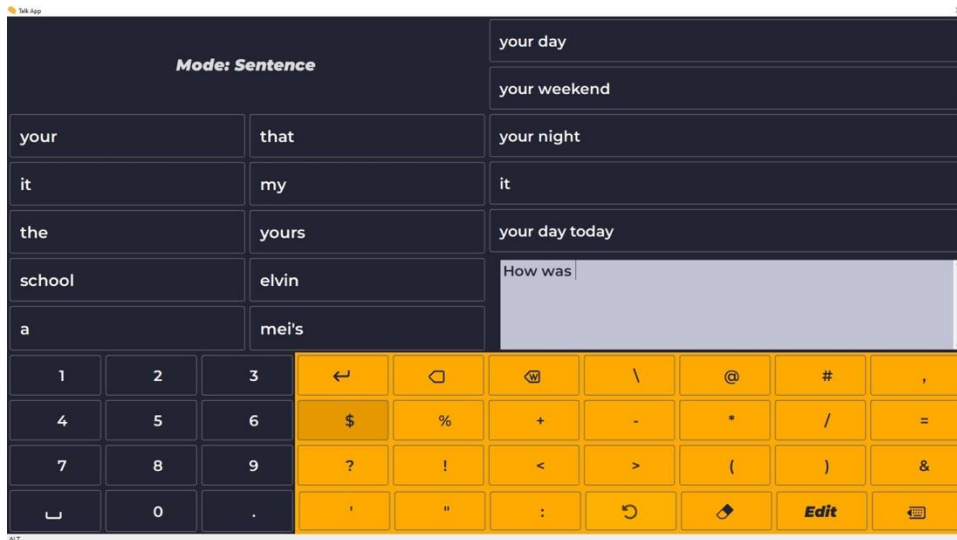 Talk App
Mode: Sentence
your day
your weekend
your night
it
your day today
your that
it my
the yours
school elvin
a mei's
How was
1 2 3 \ @ # ,
4 5 6 $ % + - * / =
7 8 9 ? ! < > ( ) &
0 . ' " : Edit